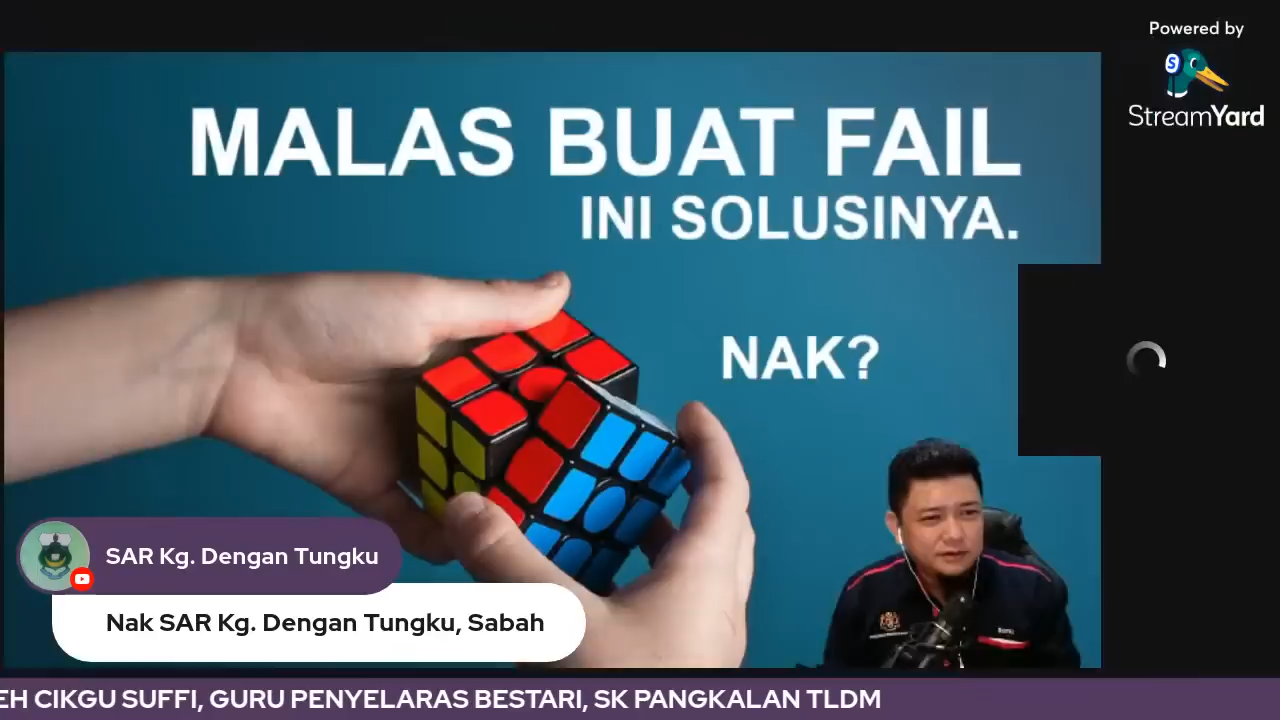 Powered by
StreamYard
MALAS BUAT FAIL
INI SOLUSINYA.
NAK?
SAR Kg. Dengan Tungku
Nak SAR Kg. Dengan Tungku, Sabah
EH CIKGU SUFFI, GURU PENYELARAS BESTARI, SK PANGKALAN TLDM